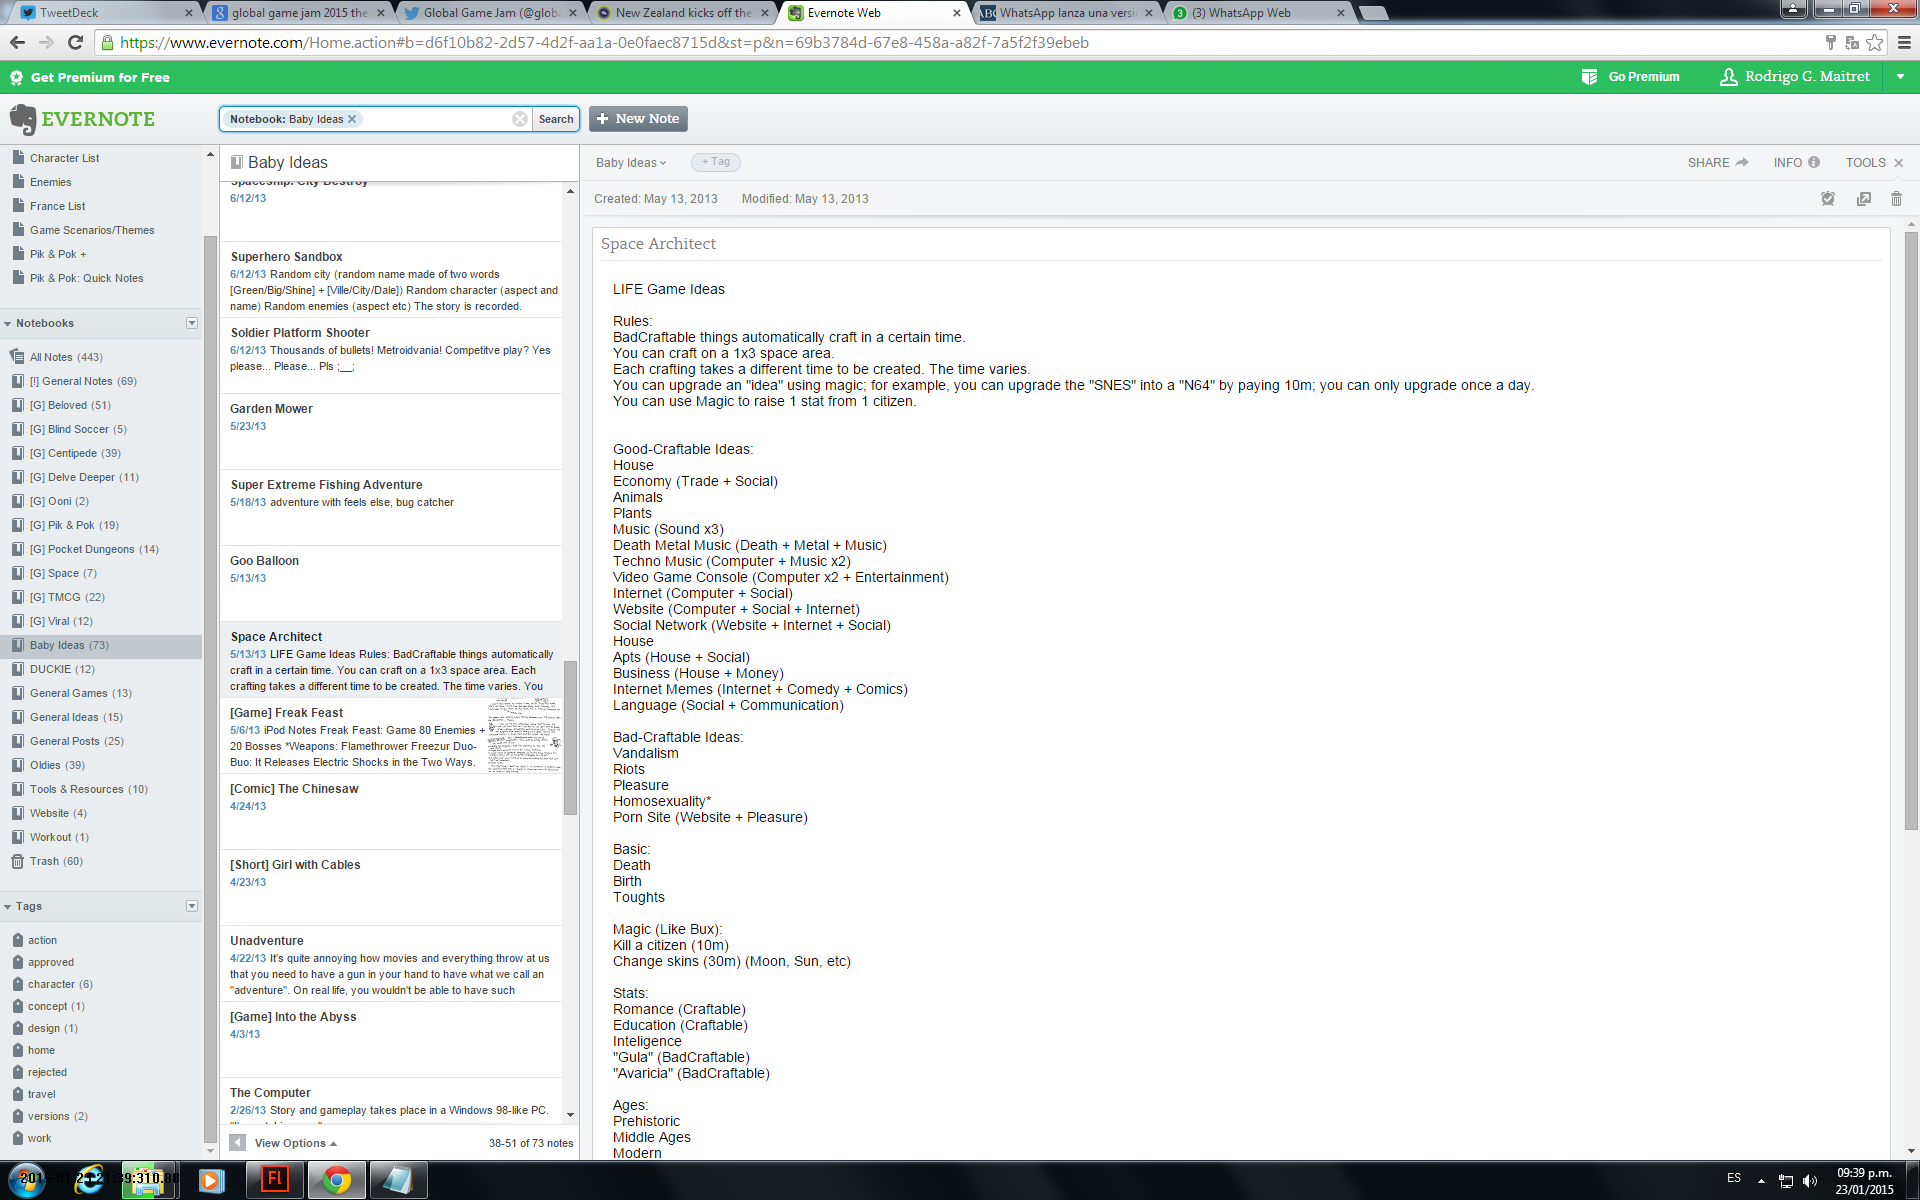 TweetDeck
global game jam 2015 the
Global Game Jam (@globa
New Zealand kicks off the
Evernote Web
ABC
WhatsApp lanza una versi
(3) WhatsApp Web
https://www.evernote.com/Home.action#b=d6f10b82-2d57-4d2f-aa1a-0e0faec8715d&st=p&n=69b3784d-67e8-458a-a82f-7a5f2f39ebeb
Get Premium for Free
Go Premium
Rodrigo G. Maitret
EVERNOTE
Notebook: Baby Ideas
Search
+ New Note
Character List
Enemies
France List
Game Scenarios/Themes
Pik & Pok +
Pik & Pok: Quick Notes
Notebooks
All Notes (443)
[!] General Notes (69)
[G] Beloved (51)
[G] Blind Soccer (5)
[G] Centipede (39)
[G] Delve Deeper (11)
[G] Ooni (2)
[G] Pik & Pok (19)
[G] Pocket Dungeons (14)
[G] Space (7)
[G] TMCG (22)
[G] Viral (12)
Baby Ideas (73)
DUCKIE (12)
General Games (13)
General Ideas (15)
General Posts (25)
Oldies (39)
Tools & Resources (10)
Website (4)
Workout (1)
Trash (60)
Tags
action
approved
character (6)
concept (1)
design (1)
home
rejected
travel
versions (2)
work
Baby Ideas
Spaceship: City Destroy
6/12/13
Superhero Sandbox
6/12/13 Random city (random name made of two words
[Green/Big/Shine] + [Ville/City/Dale]) Random character (aspect and
name) Random enemies (aspect etc) The story is recorded.
Soldier Platform Shooter
6/12/13 Thousands of bullets! Metroidvania! Competitve play? Yes
please... Please... Pls ;__;
Garden Mower
5/23/13
Super Extreme Fishing Adventure
5/18/13 adventure with feels else, bug catcher
Goo Balloon
5/13/13
Space Architect
5/13/13 LIFE Game Ideas Rules: BadCraftable things automatically
craft in a certain time. You can craft on a 1x3 space area. Each
crafting takes a different time to be created. The time varies. You
[Game] Freak Feast
5/6/13 iPod Notes Freak Feast: Game 80 Enemies +
20 Bosses *Weapons: Flamethrower Freezur Duo-
Buo: It Releases Electric Shocks in the Two Ways.
[Comic] The Chinesaw
4/24/13
[Short] Girl with Cables
4/23/13
Unadventure
4/22/13 It's quite annoying how movies and everything throw at us
that you need to have a gun in your hand to have what we call an
"adventure". On real life, you wouldn't be able to have such
[Game] Into the Abyss
4/3/13
The Computer
2/26/13 Story and gameplay takes place in a Windows 98-like PC.
View Options
38-51 of 73 notes
Baby Ideas
+ Tag
SHARE
INFO
TOOLS
Created: May 13, 2013
Modified: May 13, 2013
Space Architect
LIFE Game Ideas
Rules:
BadCraftable things automatically craft in a certain time.
You can craft on a 1x3 space area.
Each crafting takes a different time to be created. The time varies.
You can upgrade an "idea" using magic; for example, you can upgrade the "SNES" into a "N64" by paying 10m; you can only upgrade once a day.
You can use Magic to raise 1 stat from 1 citizen.
Good-Craftable Ideas:
House
Economy (Trade + Social)
Animals
Plants
Music (Sound x3)
Death Metal Music (Death + Metal + Music)
Techno Music (Computer + Music x2)
Video Game Console (Computer x2 + Entertainment)
Internet (Computer + Social)
Website (Computer + Social + Internet)
Social Network (Website + Internet + Social)
House
Apts (House + Social)
Business (House + Money)
Internet Memes (Internet + Comedy + Comics)
Language (Social + Communication)
Bad-Craftable Ideas:
Vandalism
Riots
Pleasure
Homosexuality*
Porn Site (Website + Pleasure)
Basic:
Death
Birth
Toughts
Magic (Like Bux):
Kill a citizen (10m)
Change skins (30m) (Moon, Sun, etc)
Stats:
Romance (Craftable)
Education (Craftable)
Inteligence
"Gula" (BadCraftable)
"Avaricia" (BadCraftable)
Ages:
Prehistoric
Middle Ages
Modern
Fl
ES
09:39 p.m.
23/01/2015